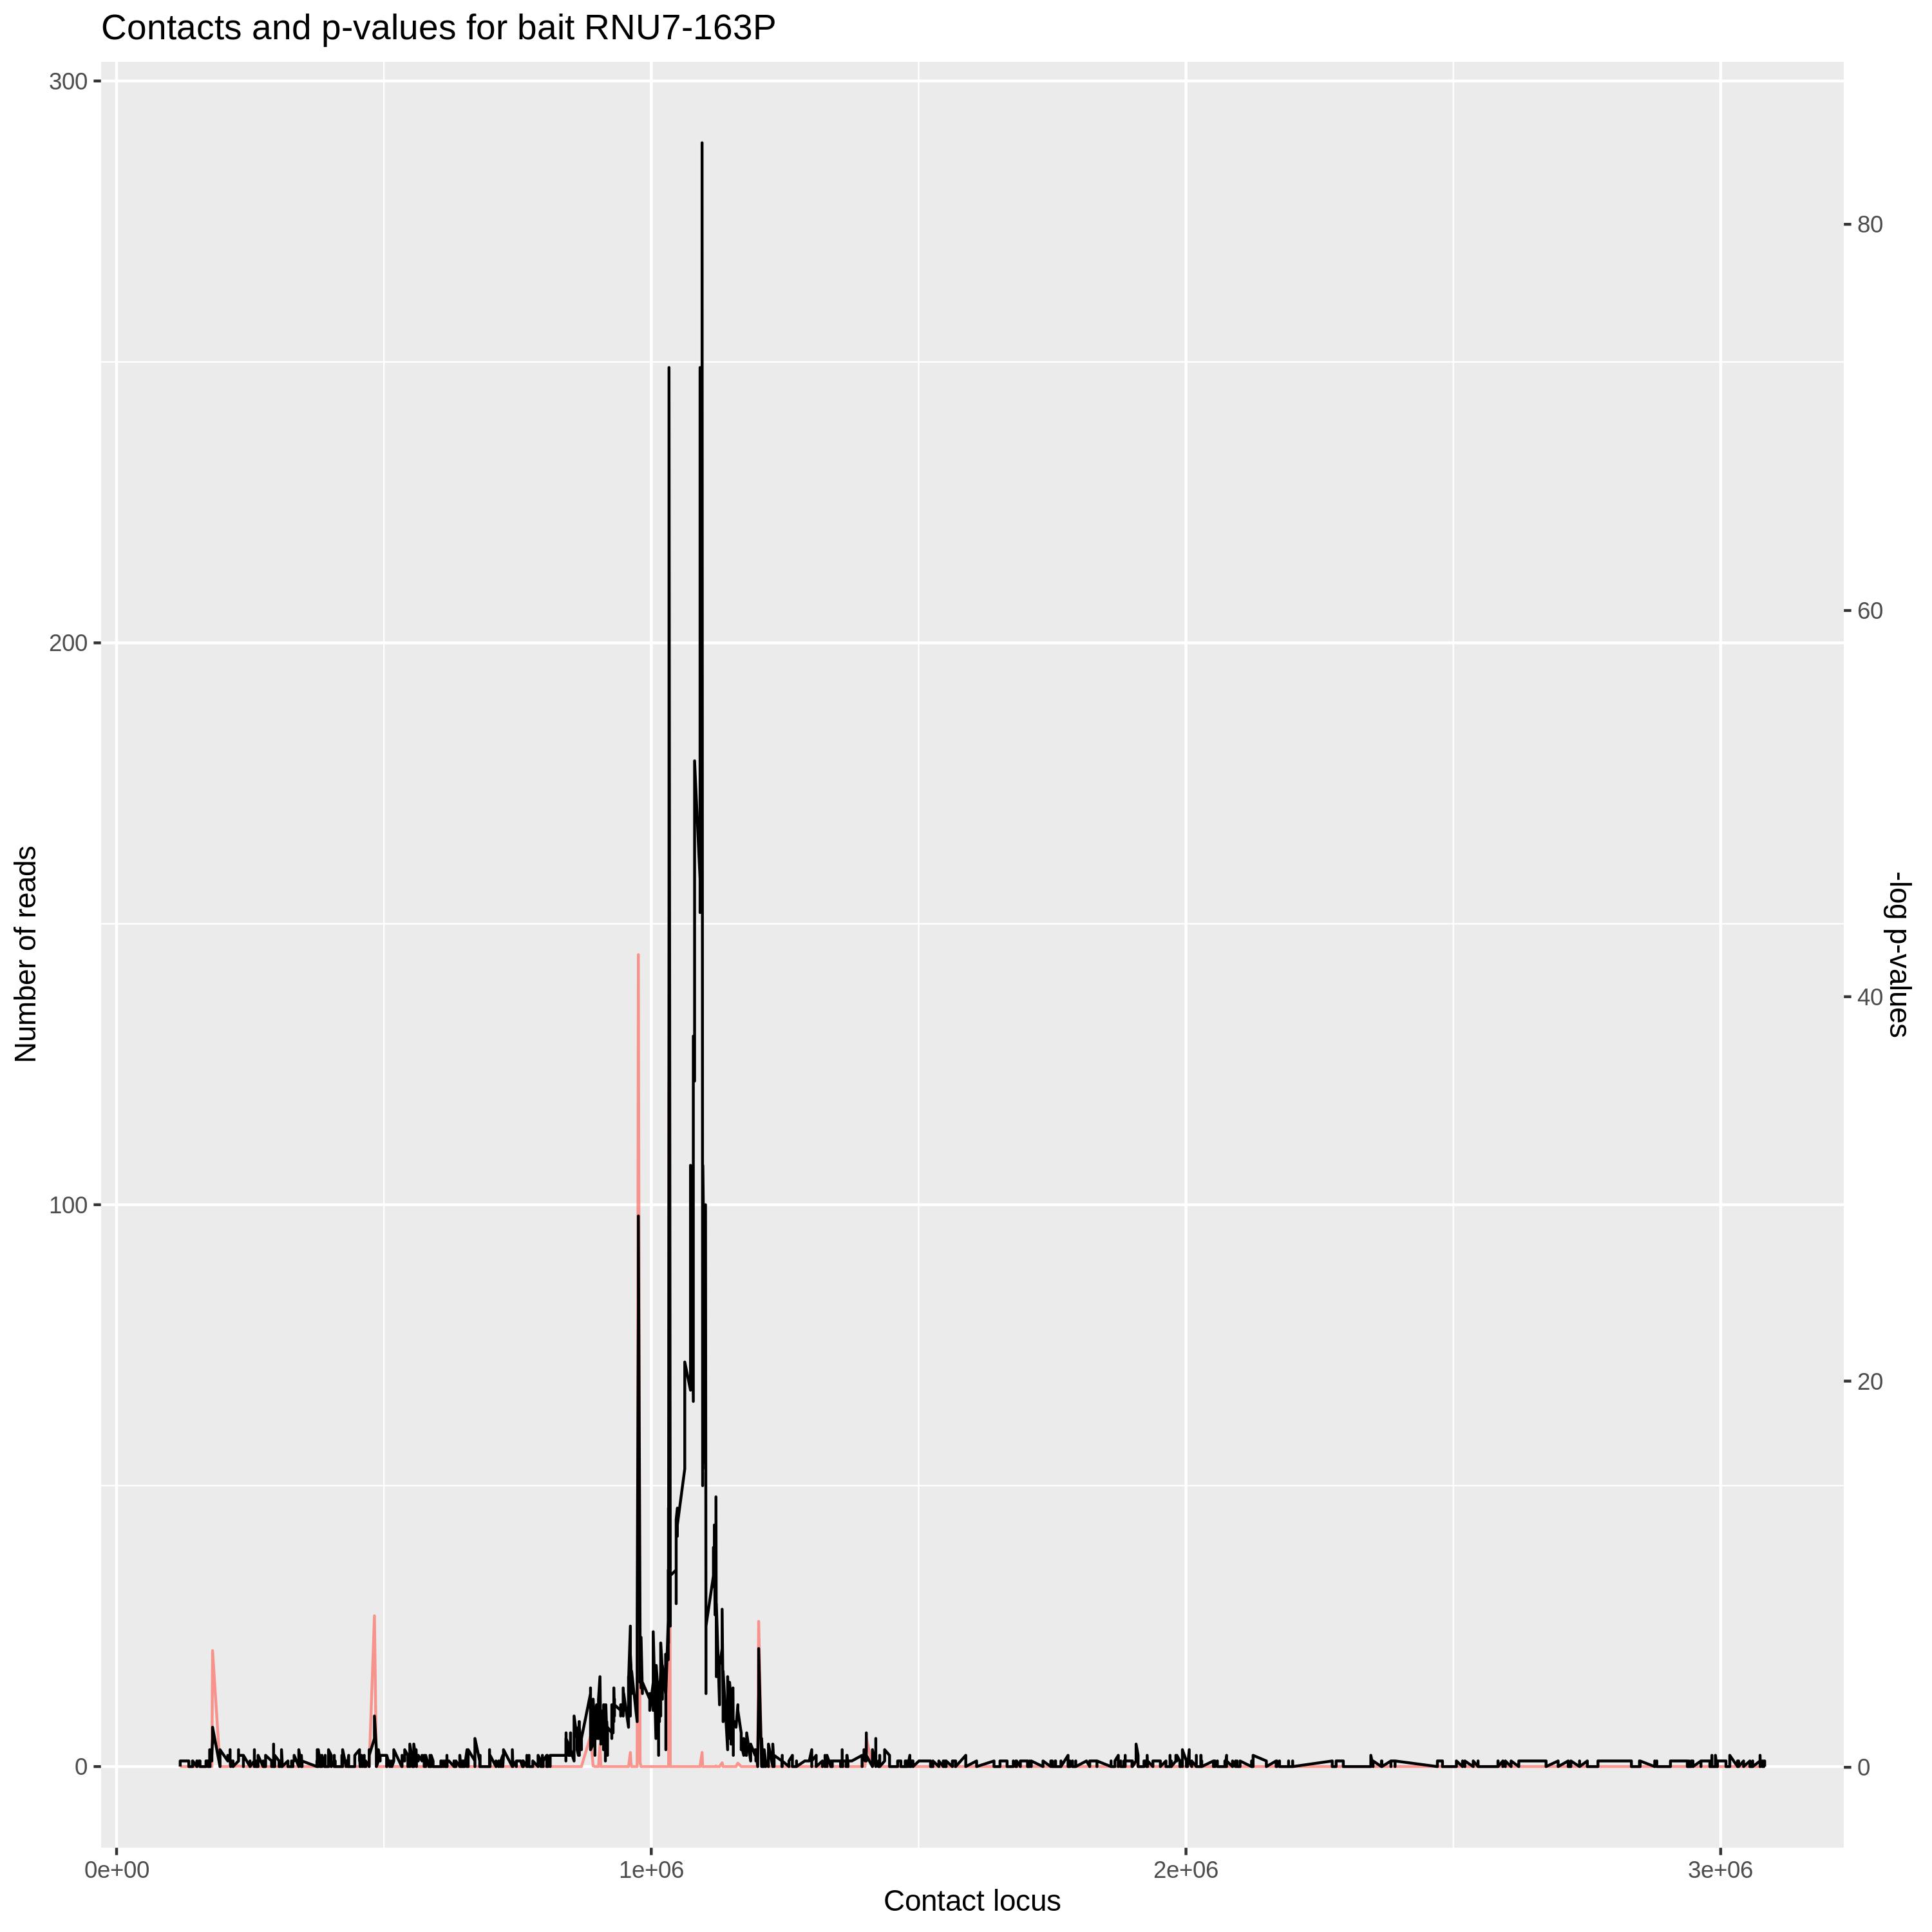 Contacts and p-values for bait RNU7-163P
300
200
100
0
Number of reads
80
60
40
20
0
-log p-values
0e+00
1e+06
2e+06
3e+06
Contact locus